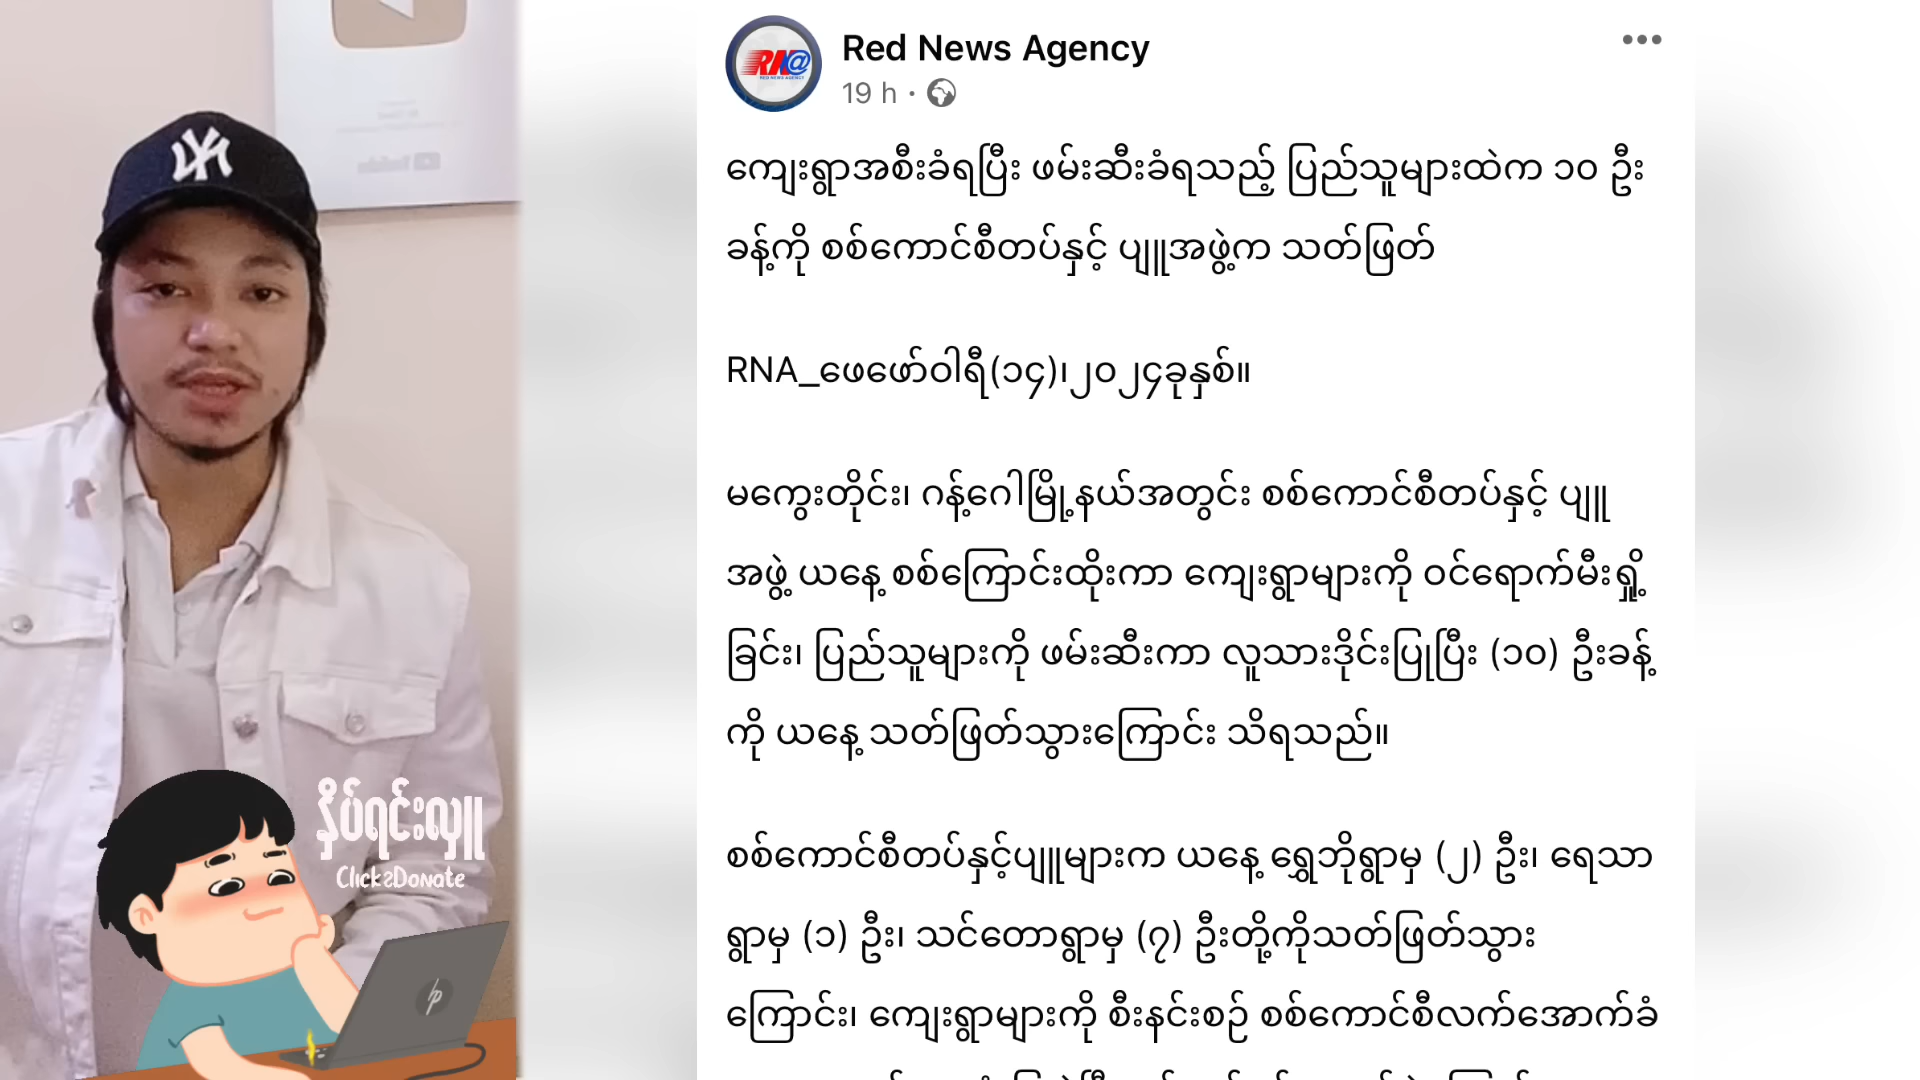 Red News Agency
19 h
ကျေးရွာအစီးခံရပြီး ဖမ်းဆီးခံရသည့် ပြည်သူများထဲက ၁၀ ဦး
ခန့်ကို စစ်ကောင်စီတပ်နှင့် ပျူအဖွဲ့က သတ်ဖြတ်
RNA_ဖေဖော်ဝါရီ(၁၄)၊၂၀၂၄ခုနှစ်။
မကွေးတိုင်း၊ ဂန့်ဂေါမြို့နယ်အတွင်း စစ်ကောင်စီတပ်နှင့် ပျူ
အဖွဲ့ ယနေ့ စစ်ကြောင်းထိုးကာ ကျေးရွာများကို ဝင်ရောက်မီးရှို့
ခြင်း၊ ပြည်သူများကို ဖမ်းဆီးကာ လူသားဒိုင်းပြုပြီး (၁၀) ဦးခန့်
ကို ယနေ့ သတ်ဖြတ်သွားကြောင်း သိရသည်။
စစ်ကောင်စီတပ်နှင့်ပျူများက ယနေ့ ရွှေဘိုရွာမှ (၂) ဦး၊ ရေသာ
ရွာမှ (၁) ဦး၊ သင်တောရွာမှ (၇) ဦးတို့ကိုသတ်ဖြတ်သွား
ကြောင်း၊ ကျေးရွာများကို စီးနင်းစဉ် စစ်ကောင်စီလက်အောက်ခံ
နှိပ်ရင်းလှူ
Click2Donate
hp